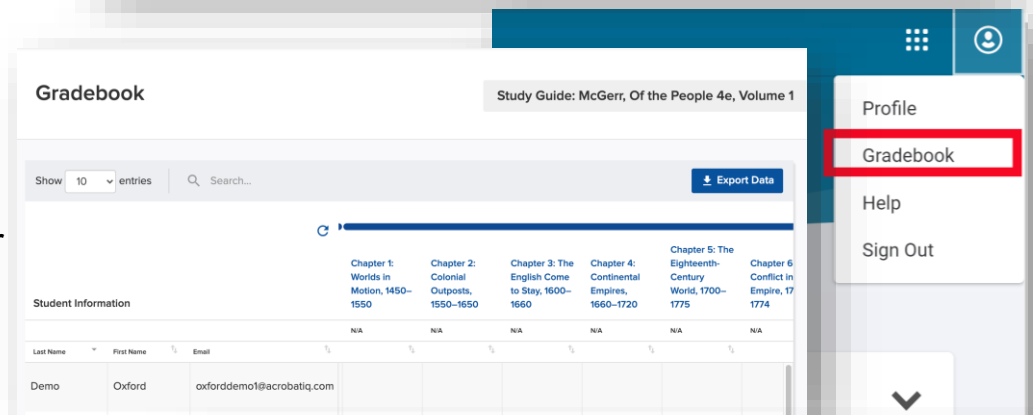 Gradebook
Study Guide: McGerr, Of the People 4e, Volume 1
Show 10 entries
Search...
Export Data
Student Information
Chapter 1:
Worlds in
Motion, 1450–
1550
Chapter 2:
Colonial
Outposts,
1550–1650
Chapter 3: The
English Come
to Stay, 1600–
1660
Chapter 4:
Continental
Empires,
1660–1720
Chapter 5: The
Eighteenth-
Century
World, 1700–
1775
Chapter 6
Conflict in
Empire, 17
1774
N/A N/A N/A N/A N/A N/A
Last Name First Name Email
Demo Oxford oxforddemo1@acrobatiq.com
Profile
Gradebook
Help
Sign Out